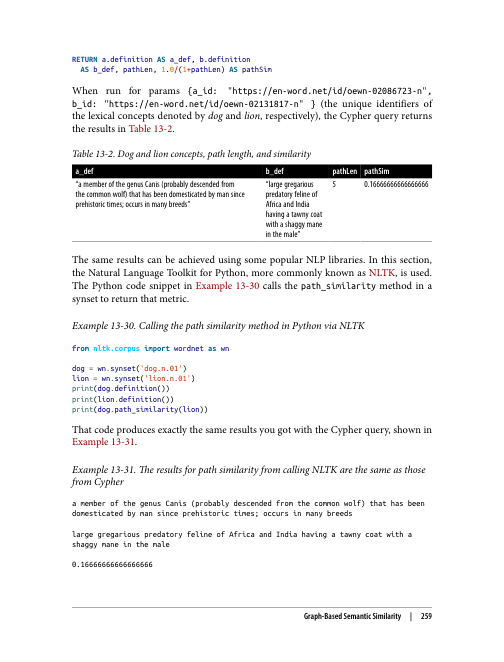 RETURN a.definition AS a_def, b.definition
AS b_def, pathLen, 1.0/(1+pathLen) AS pathSim
When run for params {a_id: "https://en-word.net/id/oewn-02086723-n",
b_id: "https://en-word.net/id/oewn-02131817-n" } (the unique identifiers of
the lexical concepts denoted by dog and lion, respectively), the Cypher query returns
the results in Table 13-2.
Table 13-2. Dog and lion concepts, path length, and similarity
a_def b_def pathLen pathSim
"a member of the genus Canis (probably descended from "large gregarious 5 0.16666666666666666
the common wolf) that has been domesticated by man since predatory feline of
prehistoric times; occurs in many breeds" Africa and India
having a tawny coat
with a shaggy mane
in the male"
The same results can be achieved using some popular NLP libraries. In this section,
the Natural Language Toolkit for Python, more commonly known as NLTK, is used.
The Python code snippet in Example 13-30 calls the path_similarity method in a
synset to return that metric.
Example 13-30. Calling the path similarity method in Python via NLTK
from nltk.corpus import wordnet as wn
dog = wn.synset('dog.n.01')
lion = wn.synset('lion.n.01')
print(dog.definition())
print(lion.definition())
print(dog.path_similarity(lion))
That code produces exactly the same results you got with the Cypher query, shown in
Example 13-31.
Example 13-31. The results for path similarity from calling NLTK are the same as those
from Cypher
a member of the genus Canis (probably descended from the common wolf) that has been
domesticated by man since prehistoric times; occurs in many breeds
large gregarious predatory feline of Africa and India having a tawny coat with a
shaggy mane in the male
0.16666666666666666
Graph-Based Semantic Similarity | 259